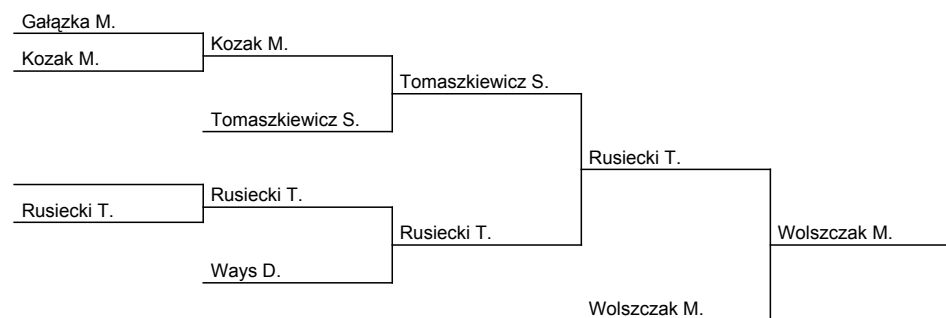 Gałązka M.
Kozak M.
Kozak M.
Tomaszkiewicz S.
Tomaszkiewicz S.
Rusiecki T.
Rusiecki T.
Rusiecki T.
Rusiecki T.
Wolszczak M.
Ways D.
Wolszczak M.